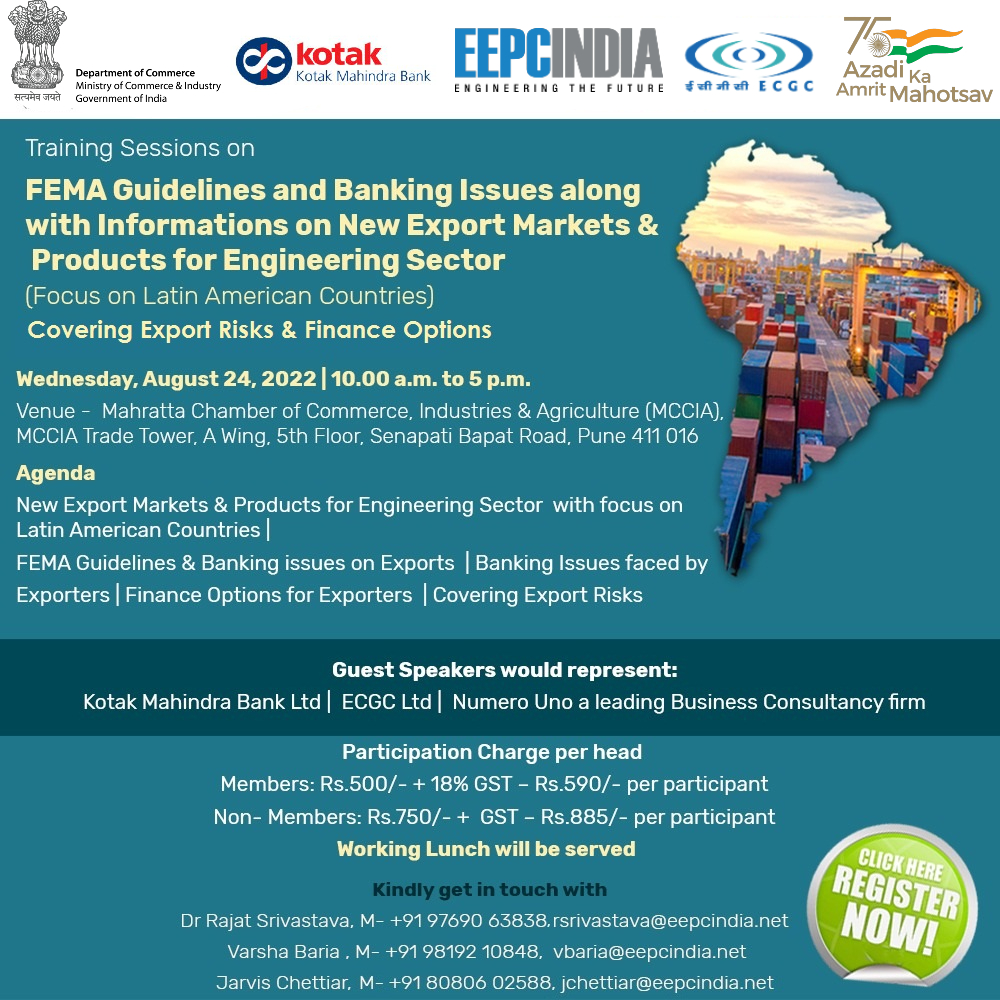 सत्यमेव जयते
Department of Commerce
Ministry of Commerce & Industry
Government of India
kotak
Kotak Mahindra Bank
EEPCINDIA
ENGINEERING THE FUTURE
ई सी जी सी ECGC
75
Azadi Ka
Amrit Mahotsav
Training Sessions on
FEMA Guidelines and Banking Issues along
with Informations on New Export Markets &
Products for Engineering Sector
(Focus on Latin American Countries)
Covering Export Risks & Finance Options
Wednesday, August 24, 2022 | 10.00 a.m. to 5 p.m.
Venue - Mahratta Chamber of Commerce, Industries & Agriculture (MCCIA),
MCCIA Trade Tower, A Wing, 5th Floor, Senapati Bapat Road, Pune 411 016
Agenda
New Export Markets & Products for Engineering Sector with focus on
Latin American Countries |
FEMA Guidelines & Banking issues on Exports | Banking Issues faced by
Exporters | Finance Options for Exporters | Covering Export Risks
Guest Speakers would represent:
Kotak Mahindra Bank Ltd | ECGC Ltd | Numero Uno a leading Business Consultancy firm
Participation Charge per head
Members: Rs.500/- + 18% GST – Rs.590/- per participant
Non- Members: Rs.750/- + GST – Rs.885/- per participant
Working Lunch will be served
Kindly get in touch with
Dr Rajat Srivastava, M- +91 97690 63838,rsrivastava@eepcindia.net
Varsha Baria , M- +91 98192 10848, vbaria@eepcindia.net
Jarvis Chettiar, M- +91 80806 02588, jchettiar@eepcindia.net
CLICK HERE
REGISTER
NOW!